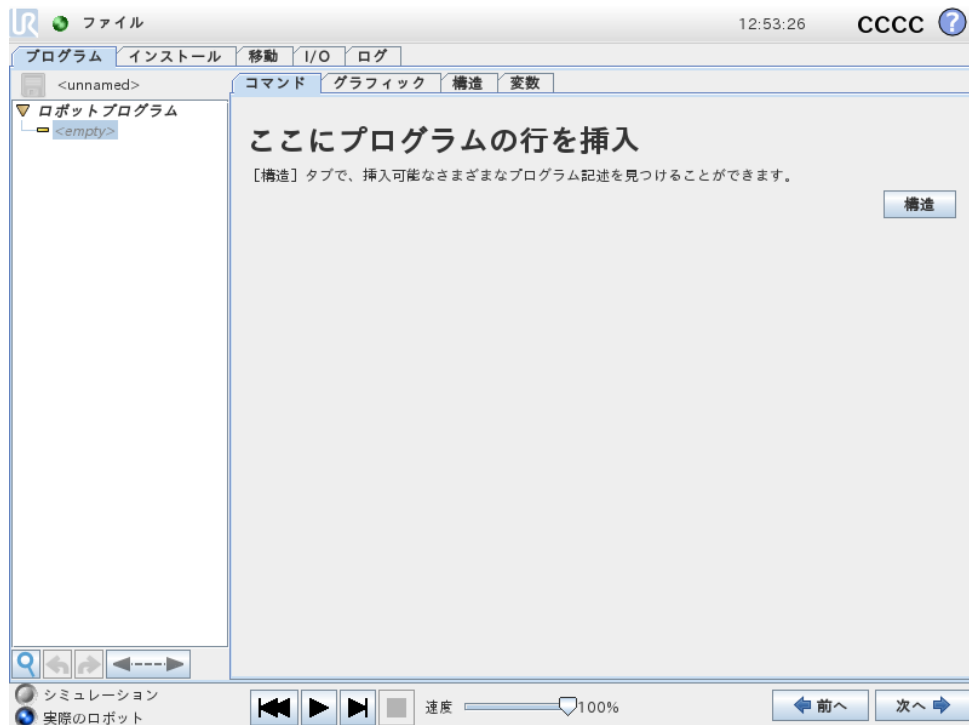 UR ファイル 12:53:26 CCCC ?
プログラム インストール 移動 I/O ログ
<unnamed> コマンド グラフィック 構造 変数
ロボットプログラム
<empty>
ここにプログラムの行を挿入
［構造］タブで、挿入可能なさまざまなプログラム記述を見つけることができます。
構造
シミュレーション
実際のロボット
速度 100%
前へ 次へ